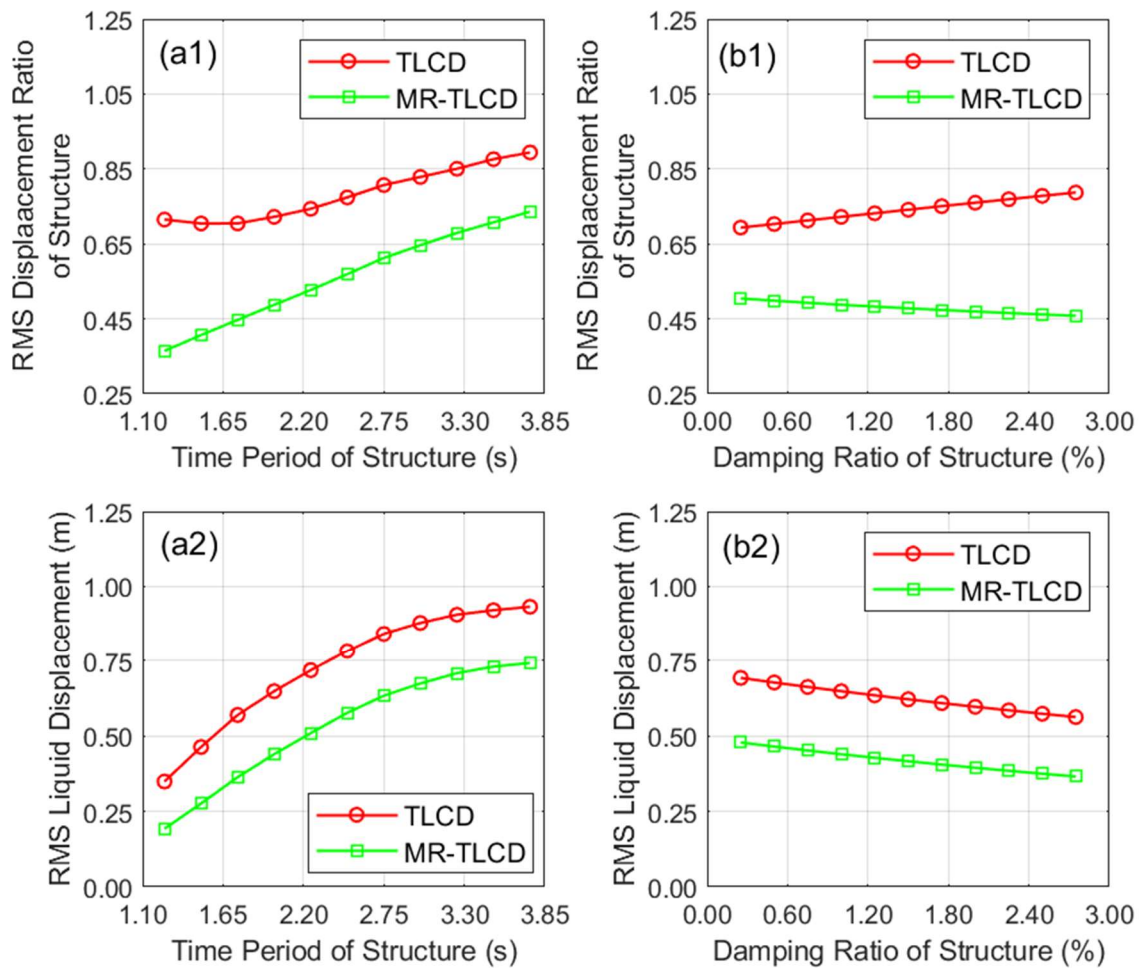 RMS Displaacement Ratio
of Structure
1.25
1.05
0.85
0.65
0.45
0.25
(a1)
TLCD
MR-TLCD
1.10 1.65 2.20 2.75 3.30 3.85
Time Period of Structure (s)
RMS Displacement Ratio
of Structure
1.25
1.05
0.85
0.65
0.45
0.25
(b1)
TLCD
MR-TLCD
0.00 0.60 1.20 1.80 2.40 3.00
Damping Ratio of Structure (%)
RMS Liquid Displacement (m)
1.25
1.00
0.75
0.50
0.25
0.00
(a2)
TLCD
MR-TLCD
1.10 1.65 2.20 2.75 3.30 3.85
Time Period of Structure (s)
RMS Liquid Displacement (m)
1.25
1.00
0.75
0.50
0.25
0.00
(b2)
TLCD
MR-TLCD
0.00 0.60 1.20 1.80 2.40 3.00
Damping Ratio of Structure (%)